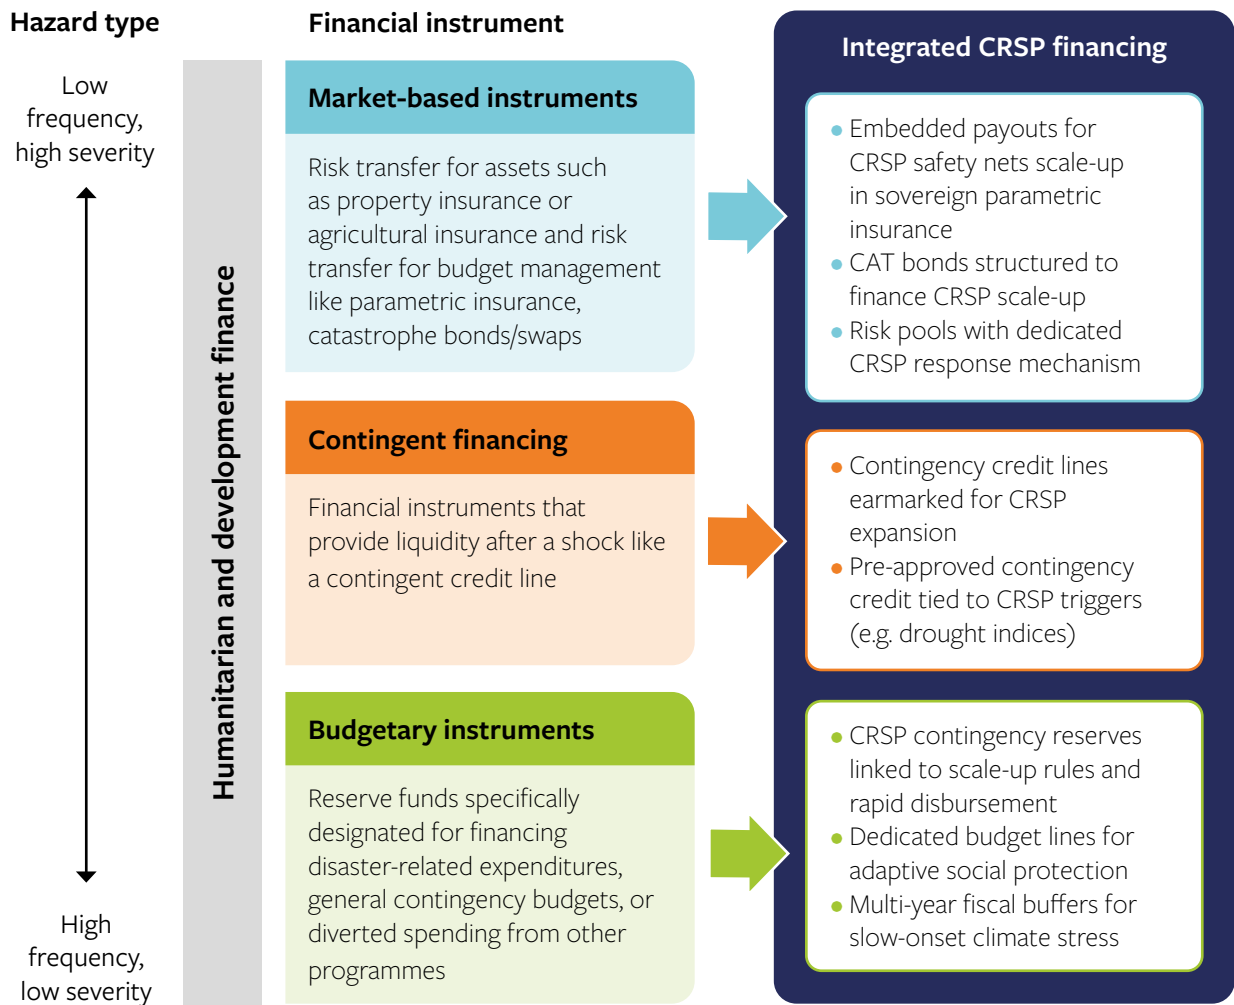 Hazard type
Low
frequency,
high severity
High
frequency,
low severity
Humanitarian and development finance
Financial instrument
Market-based instruments
Risk transfer for assets such
as property insurance or
agricultural insurance and risk
transfer for budget management
like parametric insurance,
catastrophe bonds/swaps
Contingent financing
Financial instruments that
provide liquidity after a shock like
a contingent credit line
Budgetary instruments
Reserve funds specifically
designated for financing
disaster-related expenditures,
general contingency budgets, or
diverted spending from other
programmes
Integrated CRSP financing
• Embedded payouts for
CRSP safety nets scale-up
in sovereign parametric
insurance
• CAT bonds structured to
finance CRSP scale-up
• Risk pools with dedicated
CRSP response mechanism
• Contingency credit lines
earmarked for CRSP
expansion
• Pre-approved contingency
credit tied to CRSP triggers
(e.g. drought indices)
• CRSP contingency reserves
linked to scale-up rules and
rapid disbursement
• Dedicated budget lines for
adaptive social protection
• Multi-year fiscal buffers for
slow-onset climate stress